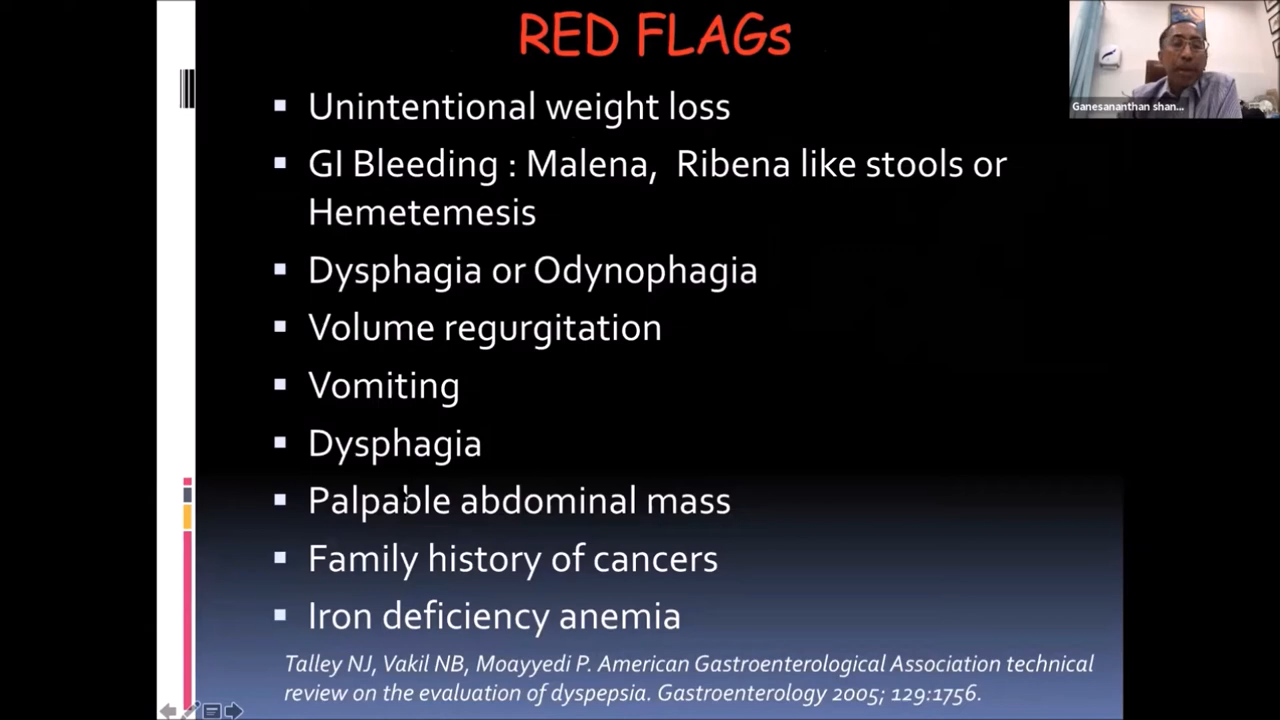 RED FLAGs
Ganesananthan shan...
▪ Unintentional weight loss
▪ GI Bleeding : Malena, Ribena like stools or
Hemetemesis
▪ Dysphagia or Odynophagia
▪ Volume regurgitation
▪ Vomiting
▪ Dysphagia
▪ Palpable abdominal mass
▪ Family history of cancers
▪ Iron deficiency anemia
Talley NJ, Vakil NB, Moayyedi P. American Gastroenterological Association technical
review on the evaluation of dyspepsia. Gastroenterology 2005; 129:1756.